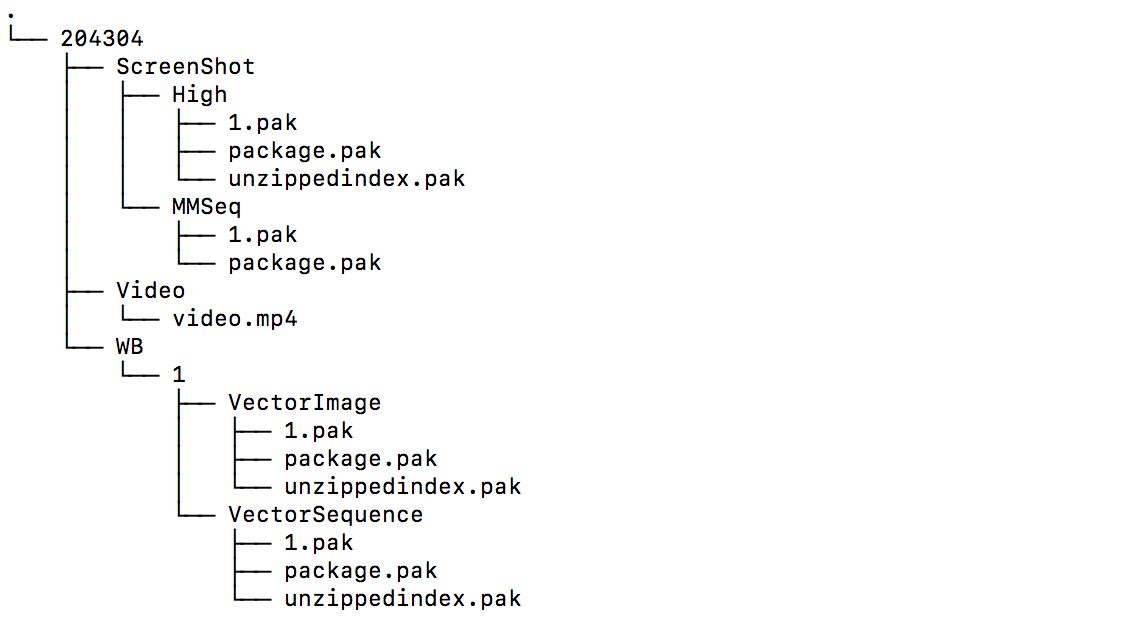 .
└── 204304
    ├── ScreenShot
    │   ├── High
    │   │   ├── 1.pak
    │   │   ├── package.pak
    │   │   └── unzippedindex.pak
    │   └── MMSeq
    │       ├── 1.pak
    │       └── package.pak
    ├── Video
    │   └── video.mp4
    └── WB
        └── 1
            ├── VectorImage
            │   ├── 1.pak
            │   ├── package.pak
            │   └── unzippedindex.pak
            └── VectorSequence
                ├── 1.pak
                ├── package.pak
                └── unzippedindex.pak